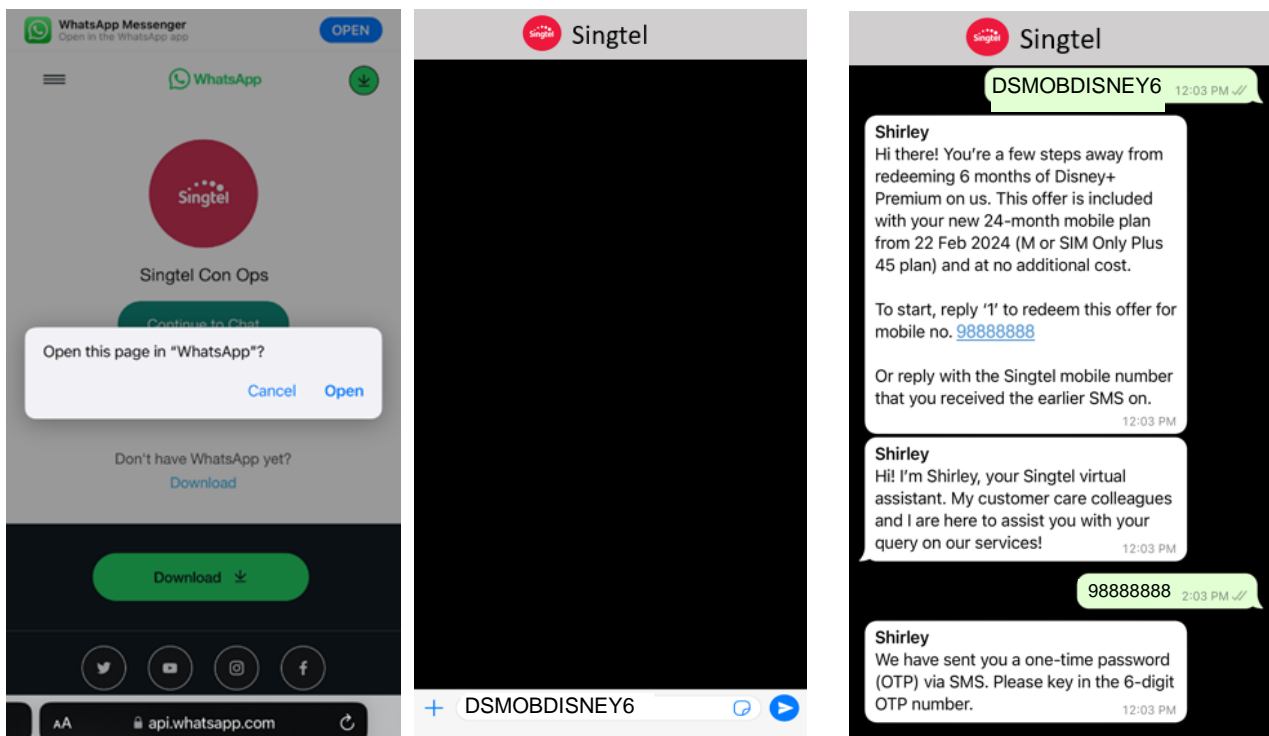 WhatsApp Messenger
Open in the WhatsApp app
OPEN
WhatsApp
Singtel
Singtel Con Ops
Continue to Chat
Open this page in “WhatsApp”?
Cancel Open
Don't have WhatsApp yet?
Download
Download
AA api.whatsapp.com
Singtel Singtel
DSMOBDISNEY6
Singtel Singtel
DSMOBDISNEY6 12:03 PM
Shirley
Hi there! You're a few steps away from
redeeming 6 months of Disney+
Premium on us. This offer is included
with your new 24-month mobile plan
from 22 Feb 2024 (M or SIM Only Plus
45 plan) and at no additional cost.
To start, reply ‘1’ to redeem this offer for
mobile no. 98888888
Or reply with the Singtel mobile number
that you received the earlier SMS on.
12:03 PM
Shirley
Hi! I'm Shirley, your Singtel virtual
assistant. My customer care colleagues
and I are here to assist you with your
query on our services!
12:03 PM
98888888 2:03 PM
Shirley
We have sent you a one-time password
(OTP) via SMS. Please key in the 6-digit
OTP number.
12:03 PM